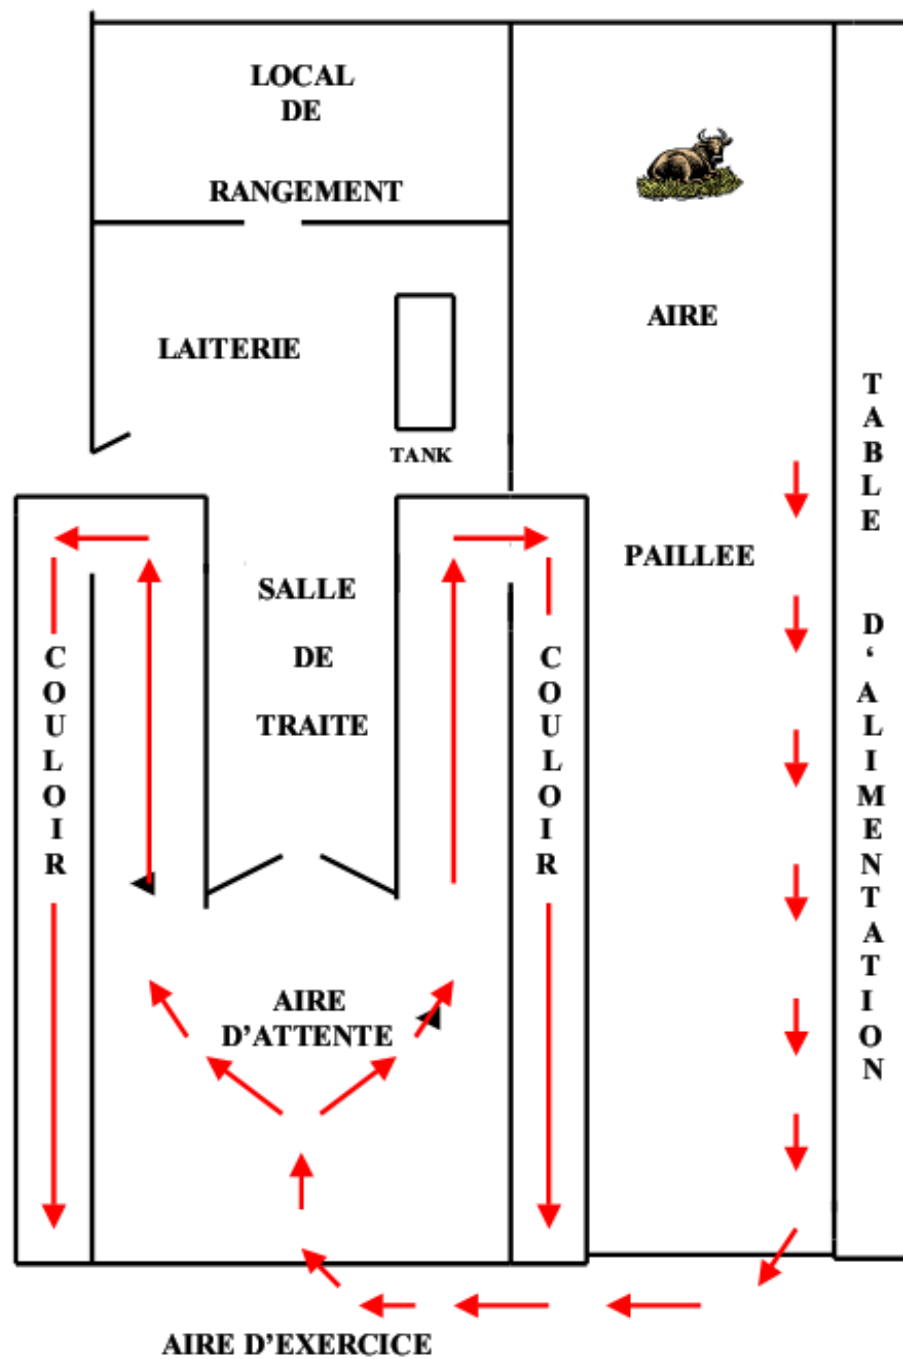 LOCAL
DE
RANGEMENT
LAITERIE
TANK
AIRE
PAILLEE
TABLE D‘ALIMENTATION
SALLE
DE
TRAITE
COULOIR
COULOIR
AIRE
D’ATTENTE
AIRE D’EXERCICE